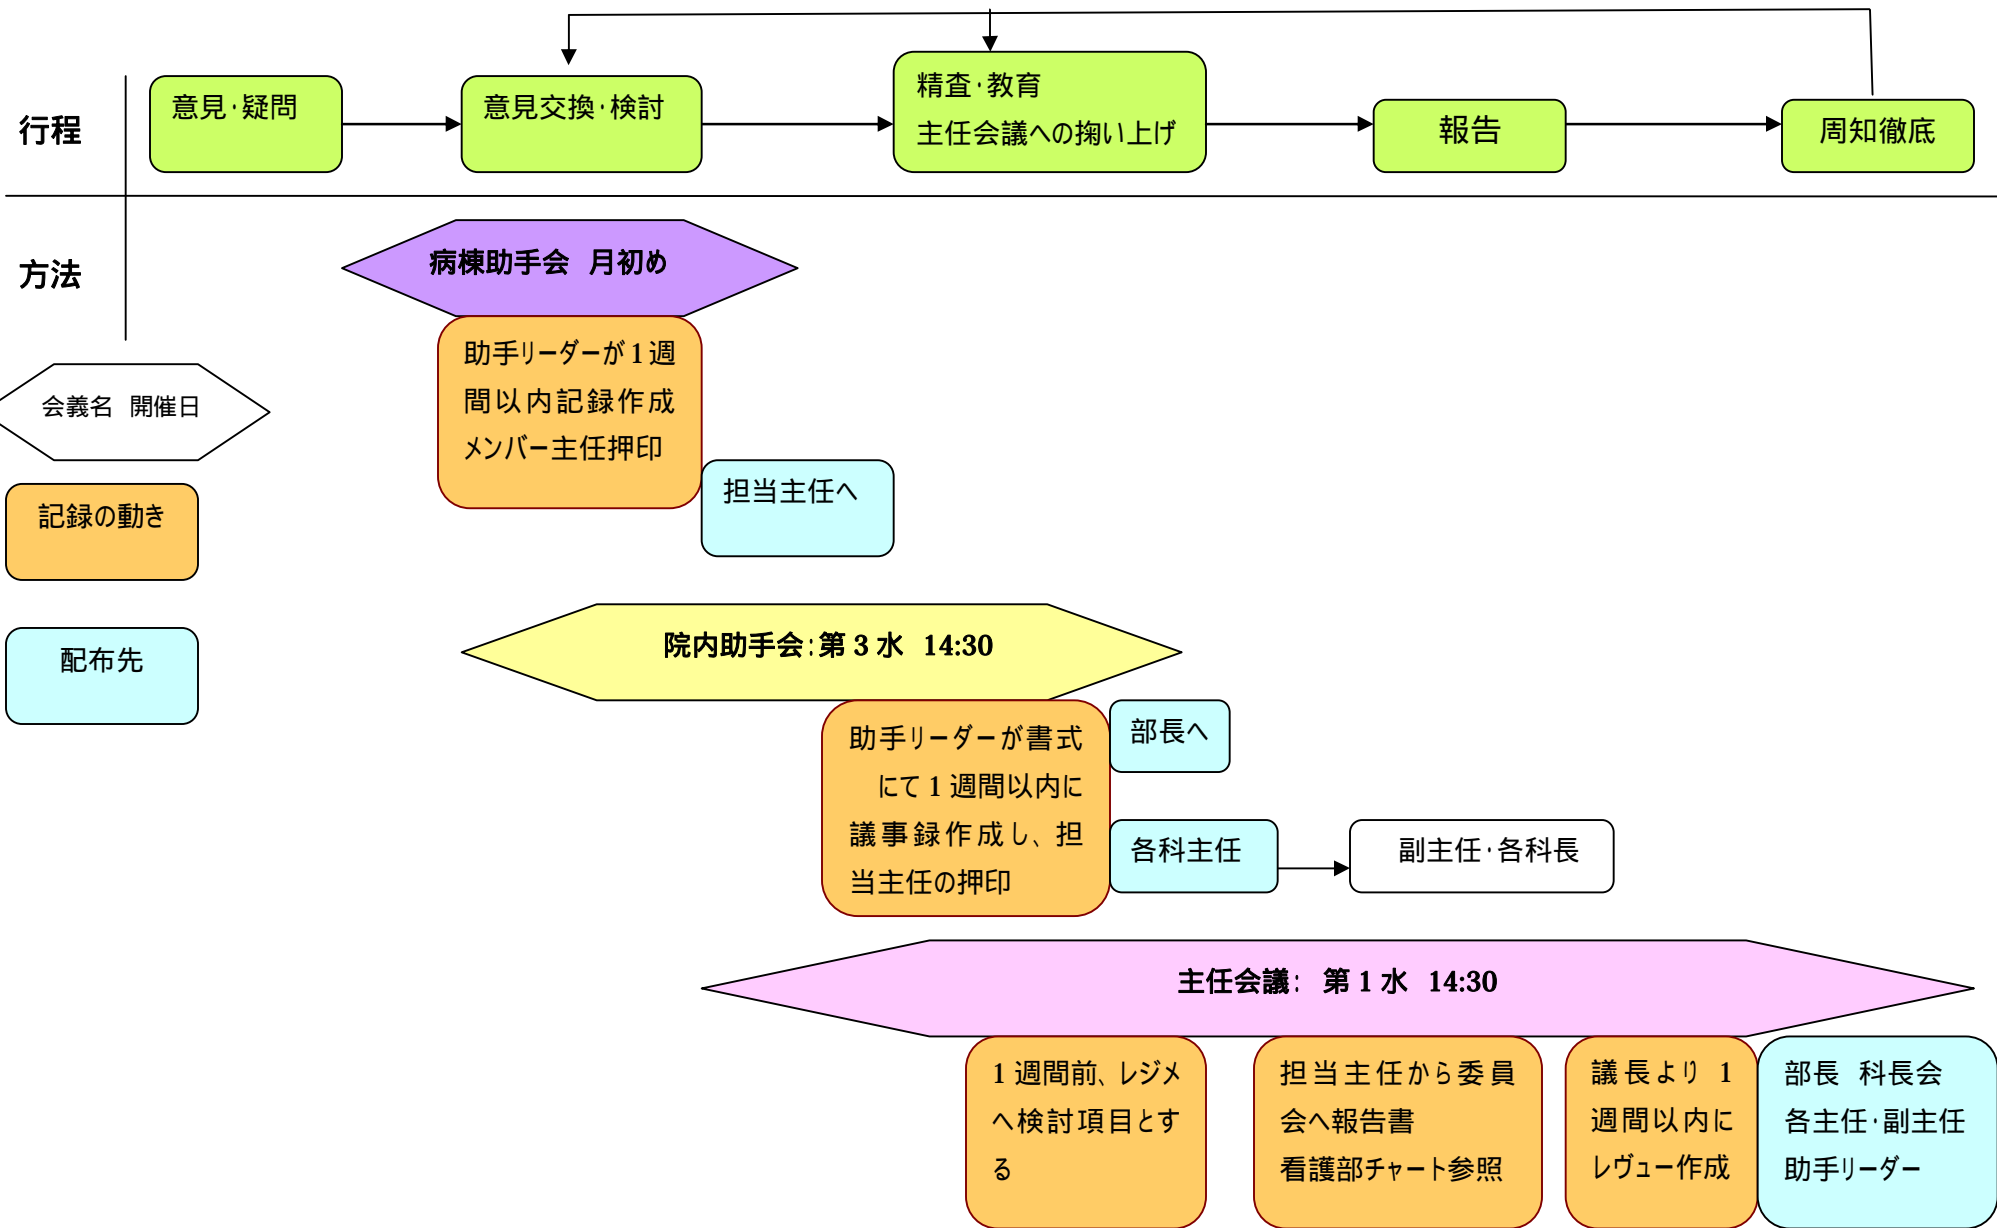 行程
意見・疑問
意見交換・検討
精査・教育
主任会議への掬い上げ
報告
周知徹底
方法
病棟助手会 月初め
助手リーダーが1週
間以内記録作成
メンバー主任押印
会義名 開催日
担当主任へ
記録の動き
配布先
院内助手会:第3水 14:30
助手リーダーが書式
にて1週間以内に
議事録作成し、担
当主任の押印
部長へ
各科主任
副主任・各科長
主任会議: 第1水 14:30
1週間前、レジメ
へ検討項目とす
る
担当主任から委員
会へ報告書
看護部チャート参照
議長より 1
週間以内に
レヴュー作成
部長 科長会
各主任・副主任
助手リーダー